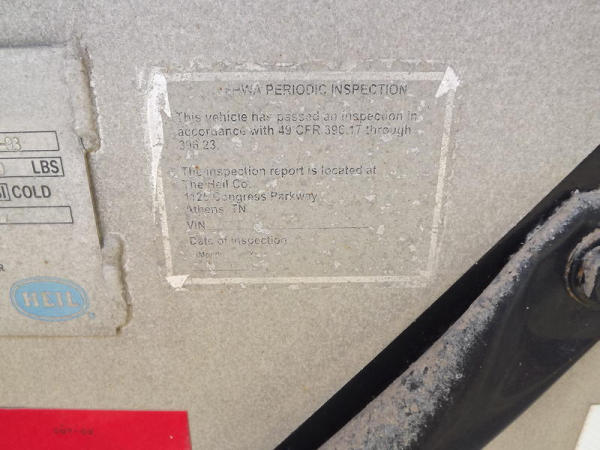 FHWA PERIODIC INSPECTION
This vehicle has passed an inspection in
accordance with 49 CFR 396.17 through
396.23.
The inspection report is located at
The Heil Co.
1125 Congress Parkway
Athens, TN
VIN
Date of Inspection
-93
LBS
COLD
R
HEIL